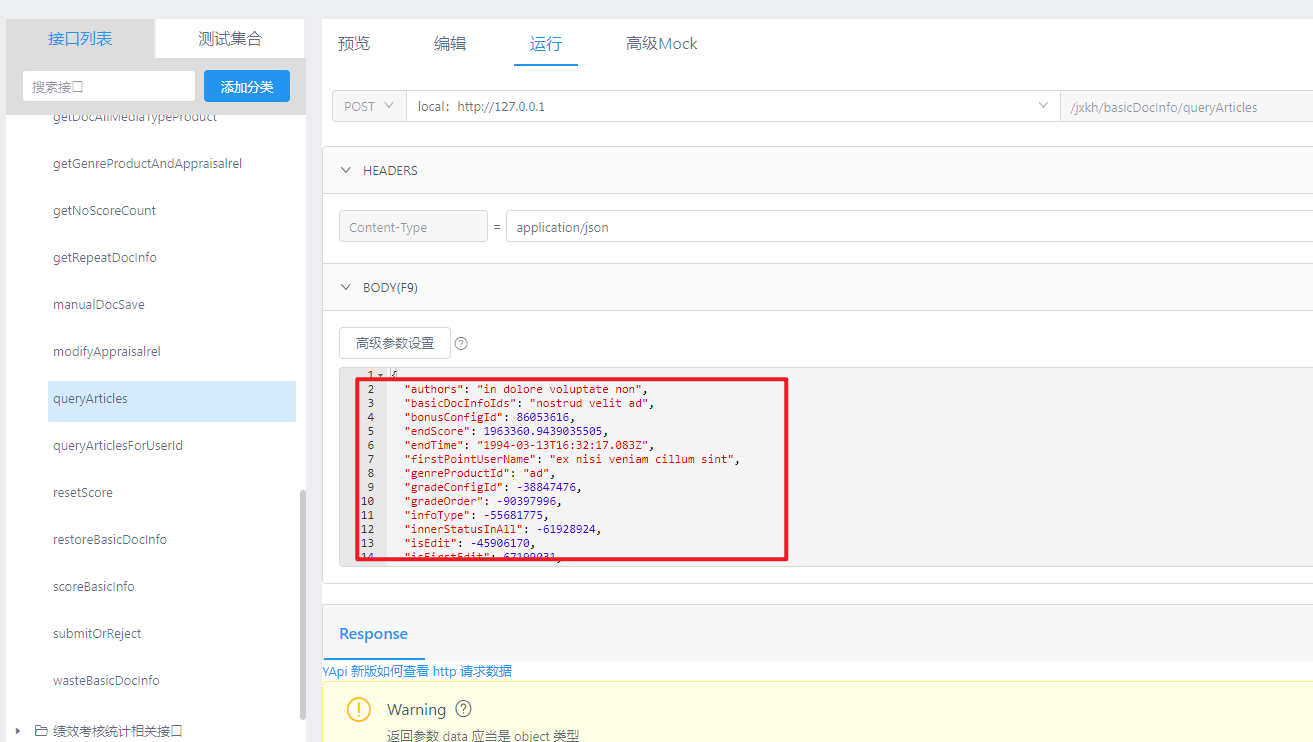 接口列表
测试集合
搜索接口
添加分类
getDocAllMediaTypeProduct
getGenreProductAndAppraisalrel
getNoScoreCount
getRepeatDocInfo
manualDocSave
modifyAppraisalrel
queryArticles
queryArticlesForUserId
resetScore
restoreBasicDocInfo
scoreBasicInfo
submitOrReject
wasteBasicDocInfo
绩效考核统计相关接口
预览
编辑
运行
高级Mock
POST
local：http://127.0.0.1
/jxkh/basicDocInfo/queryArticles
HEADERS
Content-Type = application/json
BODY(F9)
高级参数设置 ?
1 {
2 "authors": "in dolore voluptate non",
3 "basicDocInfoIds": "nostrud velit ad",
4 "bonusConfigId": 86053616,
5 "endScore": 1963360.9439035505,
6 "endTime": "1994-03-13T16:32:17.083Z",
7 "firstPointUserName": "ex nisi veniam cillum sint",
8 "genreProductId": "ad",
9 "gradeConfigId": -38847476,
10 "gradeOrder": -90397996,
11 "infoType": -55681775,
12 "innerStatusInAll": -61928924,
13 "isEdit": -45906170,
14 "isFirstEdit": 67199031,
Response
YApi 新版如何查看 http 请求数据
! Warning ?
返回参数 data 应当是 object 类型